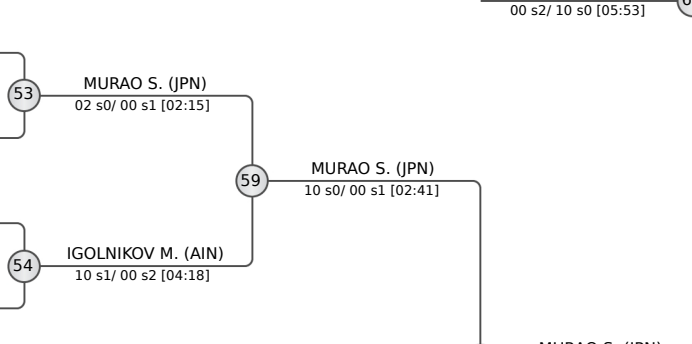 00 s2/ 10 s0 [05:53]
MURAO S. (JPN)
53
02 s0/ 00 s1 [02:15]
MURAO S. (JPN)
59
10 s0/ 00 s1 [02:41]
IGOLNIKOV M. (AIN)
54
10 s1/ 00 s2 [04:18]